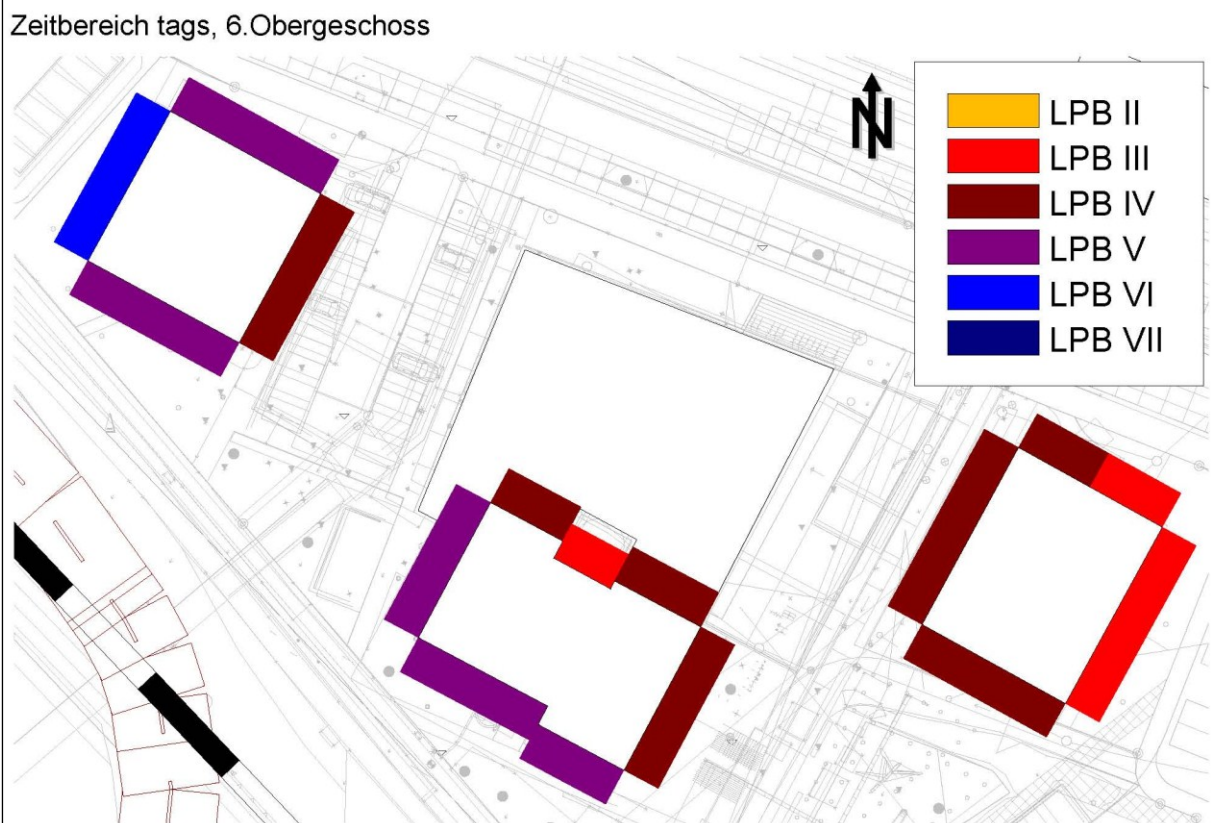 Zeitbereich tags, 6.Obergeschoss
N
LPB II
LPB III
LPB IV
LPB V
LPB VI
LPB VII